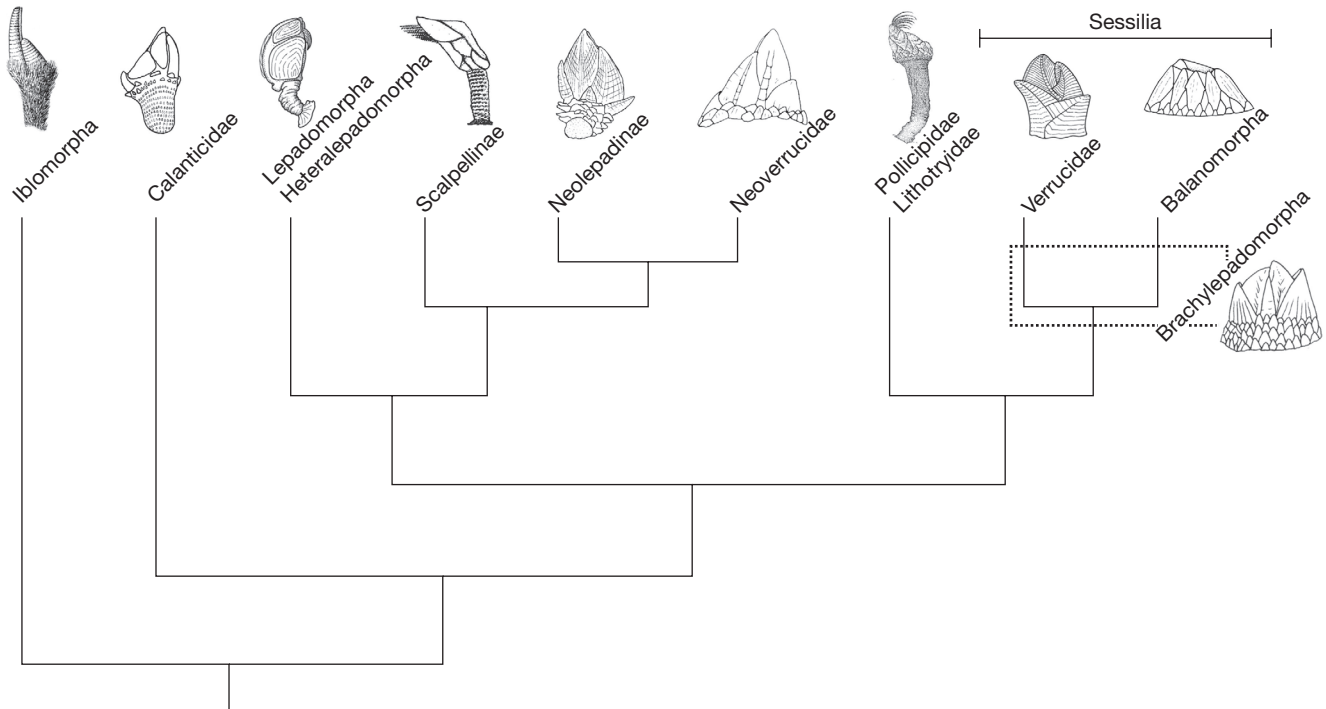 Sessilia
Iblomorpha
Calanticidae
Lepadomorpha
Heteralepadomorpha
Scalpellinae
Neolepadinae
Neoverrucidae
Pollicipidae
Lithotryidae
Verrucidae
Balanomorpha
Brachylepadomorpha